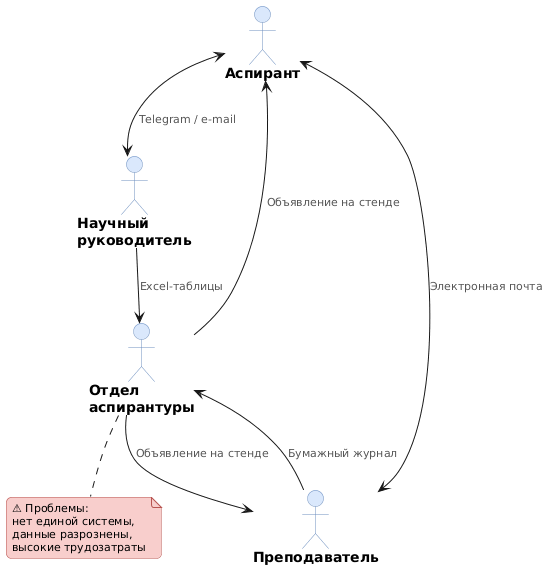 Аспирант
Telegram / e-mail
Объявление на стенде
Научный
руководитель
Excel-таблицы
Электронная почта
Отдел
аспирантуры
Объявление на стенде
Бумажный журнал
⚠ Проблемы:
нет единой системы,
данные разрознены,
высокие трудозатраты
Преподаватель